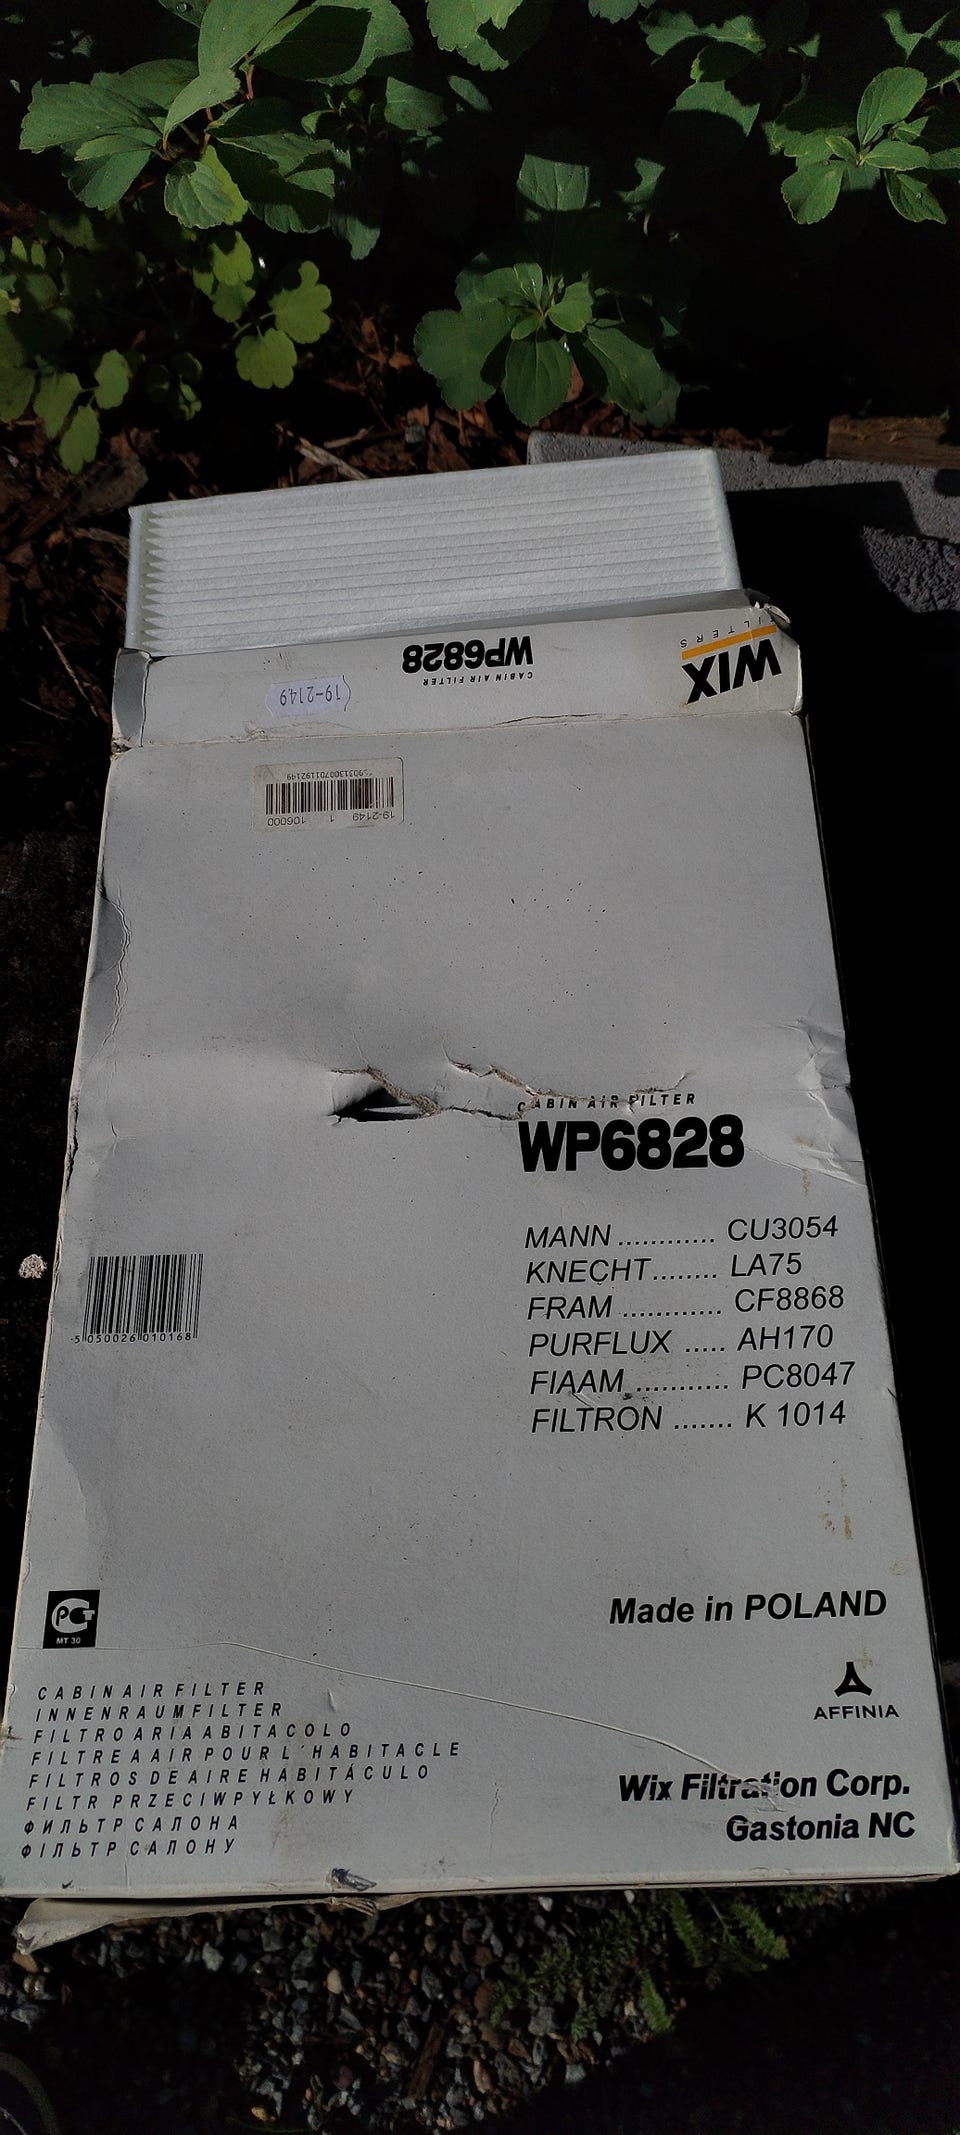 WIX
FILTERS
CABIN AIR FILTER
WP6828
19-2149
19-2149 1 106000
CABIN AIR FILTER
WP6828
MANN ............ CU3054
KNECHT........ LA75
FRAM ............ CF8868
PURFLUX ..... AH170
FIAAM ........... PC8047
FILTRON ....... K 1014
5 050026 010168
Made in POLAND
PCT
MT 30
AFFINIA
CABIN AIR FILTER
INNENRAUMFILTER
FILTRO ARIA ABITACOLO
FILTRE A AIR POUR L´HABITACLE
FILTROS DE AIRE HABITÁCULO
FILTR PRZECIWPYŁKOWY
ФИЛЬТР САЛОНА
ФІЛЬТР САЛОНУ
Wix Filtration Corp.
Gastonia NC